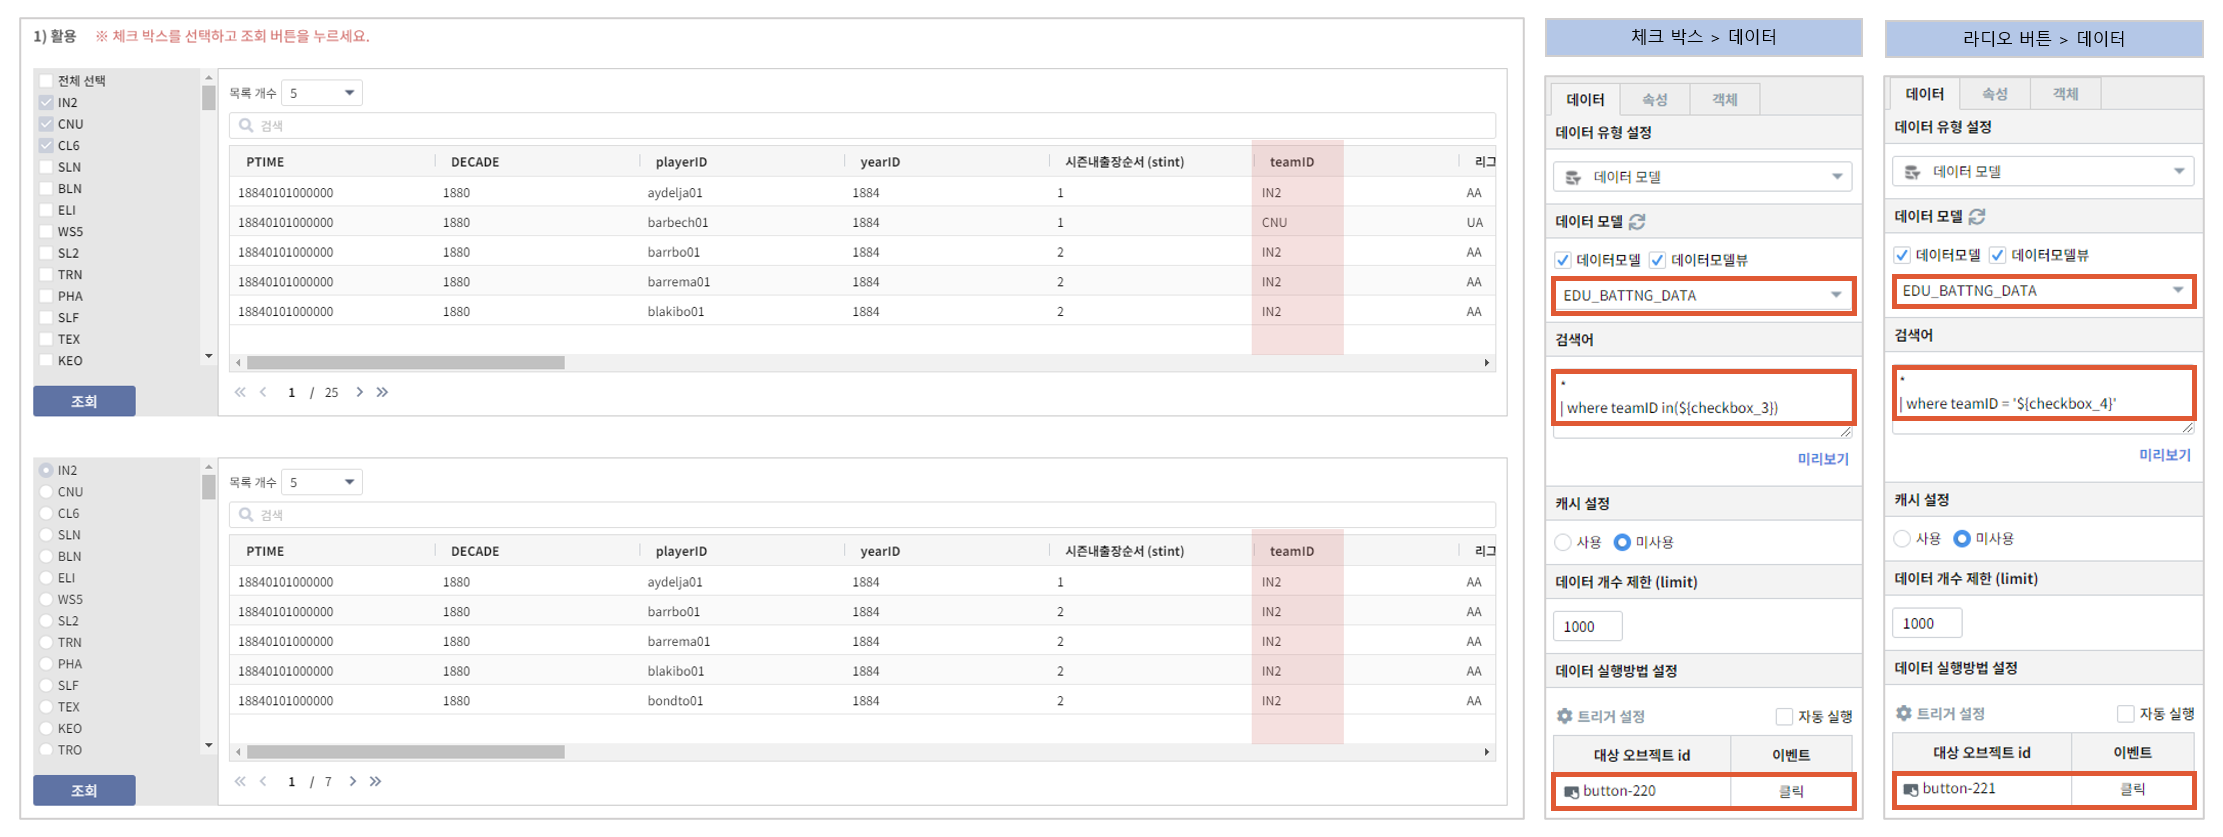 1) 활용 ※ 체크 박스를 선택하고 조회 버튼을 누르세요.
전체 선택
IN2
CNU
CL6
SLN
BLN
ELI
WS5
SL2
TRN
PHA
SLF
TEX
KEO
조회
목록 개수 5
검색
PTIME DECADE playerID yearID 시즌내출장순서 (stint) teamID 리그
18840101000000 1880 aydelja01 1884 1 IN2 AA
18840101000000 1880 barbech01 1884 1 CNU UA
18840101000000 1880 barrbo01 1884 2 IN2 AA
18840101000000 1880 barrema01 1884 2 IN2 AA
18840101000000 1880 blakibo01 1884 2 IN2 AA
1 / 25
IN2
CNU
CL6
SLN
BLN
ELI
WS5
SL2
TRN
PHA
SLF
TEX
KEO
TRO
조회
목록 개수 5
검색
PTIME DECADE playerID yearID 시즌내출장순서 (stint) teamID 리그
18840101000000 1880 aydelja01 1884 1 IN2 AA
18840101000000 1880 barrbo01 1884 2 IN2 AA
18840101000000 1880 barrema01 1884 2 IN2 AA
18840101000000 1880 blakibo01 1884 2 IN2 AA
18840101000000 1880 bondto01 1884 2 IN2 AA
1 / 7
체크 박스 > 데이터
데이터 속성 객체
데이터 유형 설정
데이터 모델
데이터 모델
데이터모델 데이터모델뷰
EDU_BATTNG_DATA
검색어
*
| where teamID in(${checkbox_3})
미리보기
캐시 설정
사용 미사용
데이터 개수 제한 (limit)
1000
데이터 실행방법 설정
트리거 설정 자동 실행
대상 오브젝트 id 이벤트
button-220 클릭
라디오 버튼 > 데이터
데이터 속성 객체
데이터 유형 설정
데이터 모델
데이터 모델
데이터모델 데이터모델뷰
EDU_BATTNG_DATA
검색어
*
| where teamID = '${checkbox_4}'
미리보기
캐시 설정
사용 미사용
데이터 개수 제한 (limit)
1000
데이터 실행방법 설정
트리거 설정 자동 실행
대상 오브젝트 id 이벤트
button-221 클릭